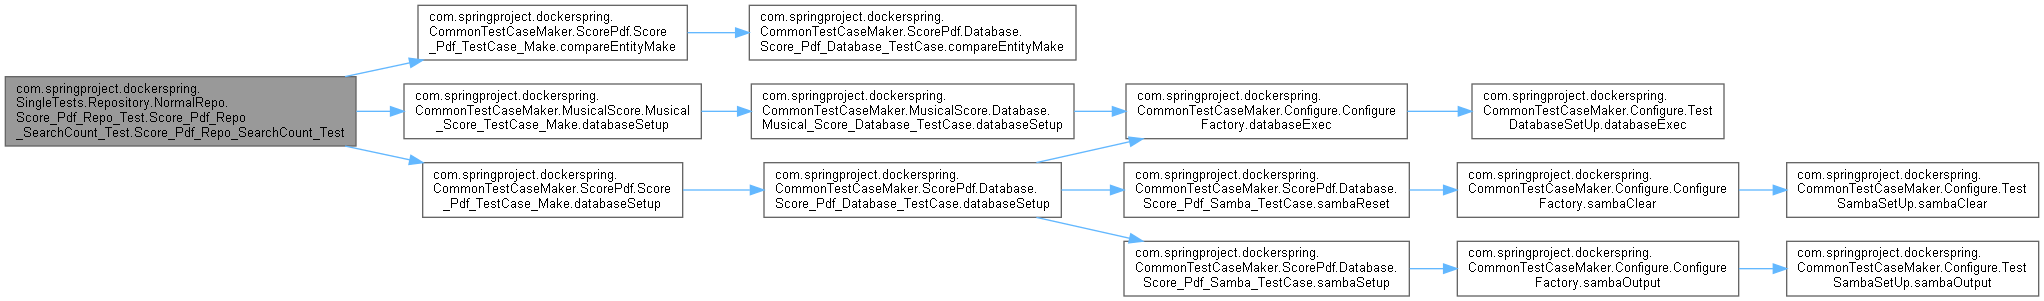 com.springproject.dockerspring.
SingleTests.Repository.NormalRepo.
Score_Pdf_Repo_Test.Score_Pdf_Repo
_SearchCount_Test.Score_Pdf_Repo_SearchCount_Test
com.springproject.dockerspring.
CommonTestCaseMaker.ScorePdf.Score
_Pdf_TestCase_Make.compareEntityMake
com.springproject.dockerspring.
CommonTestCaseMaker.ScorePdf.Database.
Score_Pdf_Database_TestCase.compareEntityMake
com.springproject.dockerspring.
CommonTestCaseMaker.MusicalScore.Musical
_Score_TestCase_Make.databaseSetup
com.springproject.dockerspring.
CommonTestCaseMaker.MusicalScore.Database.
Musical_Score_Database_TestCase.databaseSetup
com.springproject.dockerspring.
CommonTestCaseMaker.Configure.Configure
Factory.databaseExec
com.springproject.dockerspring.
CommonTestCaseMaker.Configure.Test
DatabaseSetUp.databaseExec
com.springproject.dockerspring.
CommonTestCaseMaker.ScorePdf.Score
_Pdf_TestCase_Make.databaseSetup
com.springproject.dockerspring.
CommonTestCaseMaker.ScorePdf.Database.
Score_Pdf_Database_TestCase.databaseSetup
com.springproject.dockerspring.
CommonTestCaseMaker.ScorePdf.Database.
Score_Pdf_Samba_TestCase.sambaReset
com.springproject.dockerspring.
CommonTestCaseMaker.Configure.Configure
Factory.sambaClear
com.springproject.dockerspring.
CommonTestCaseMaker.Configure.Test
SambaSetUp.sambaClear
com.springproject.dockerspring.
CommonTestCaseMaker.ScorePdf.Database.
Score_Pdf_Samba_TestCase.sambaSetup
com.springproject.dockerspring.
CommonTestCaseMaker.Configure.Configure
Factory.sambaOutput
com.springproject.dockerspring.
CommonTestCaseMaker.Configure.Test
SambaSetUp.sambaOutput